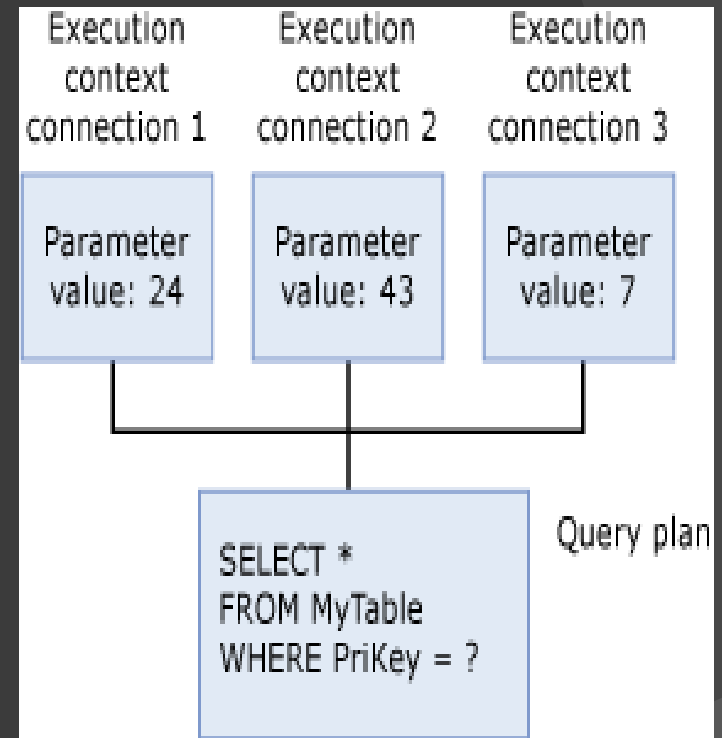 Execution
context
connection 1
Execution
context
connection 2
Execution
context
connection 3
Parameter
value: 24
Parameter
value: 43
Parameter
value: 7
SELECT *
FROM MyTable
WHERE PriKey = ?
Query plan